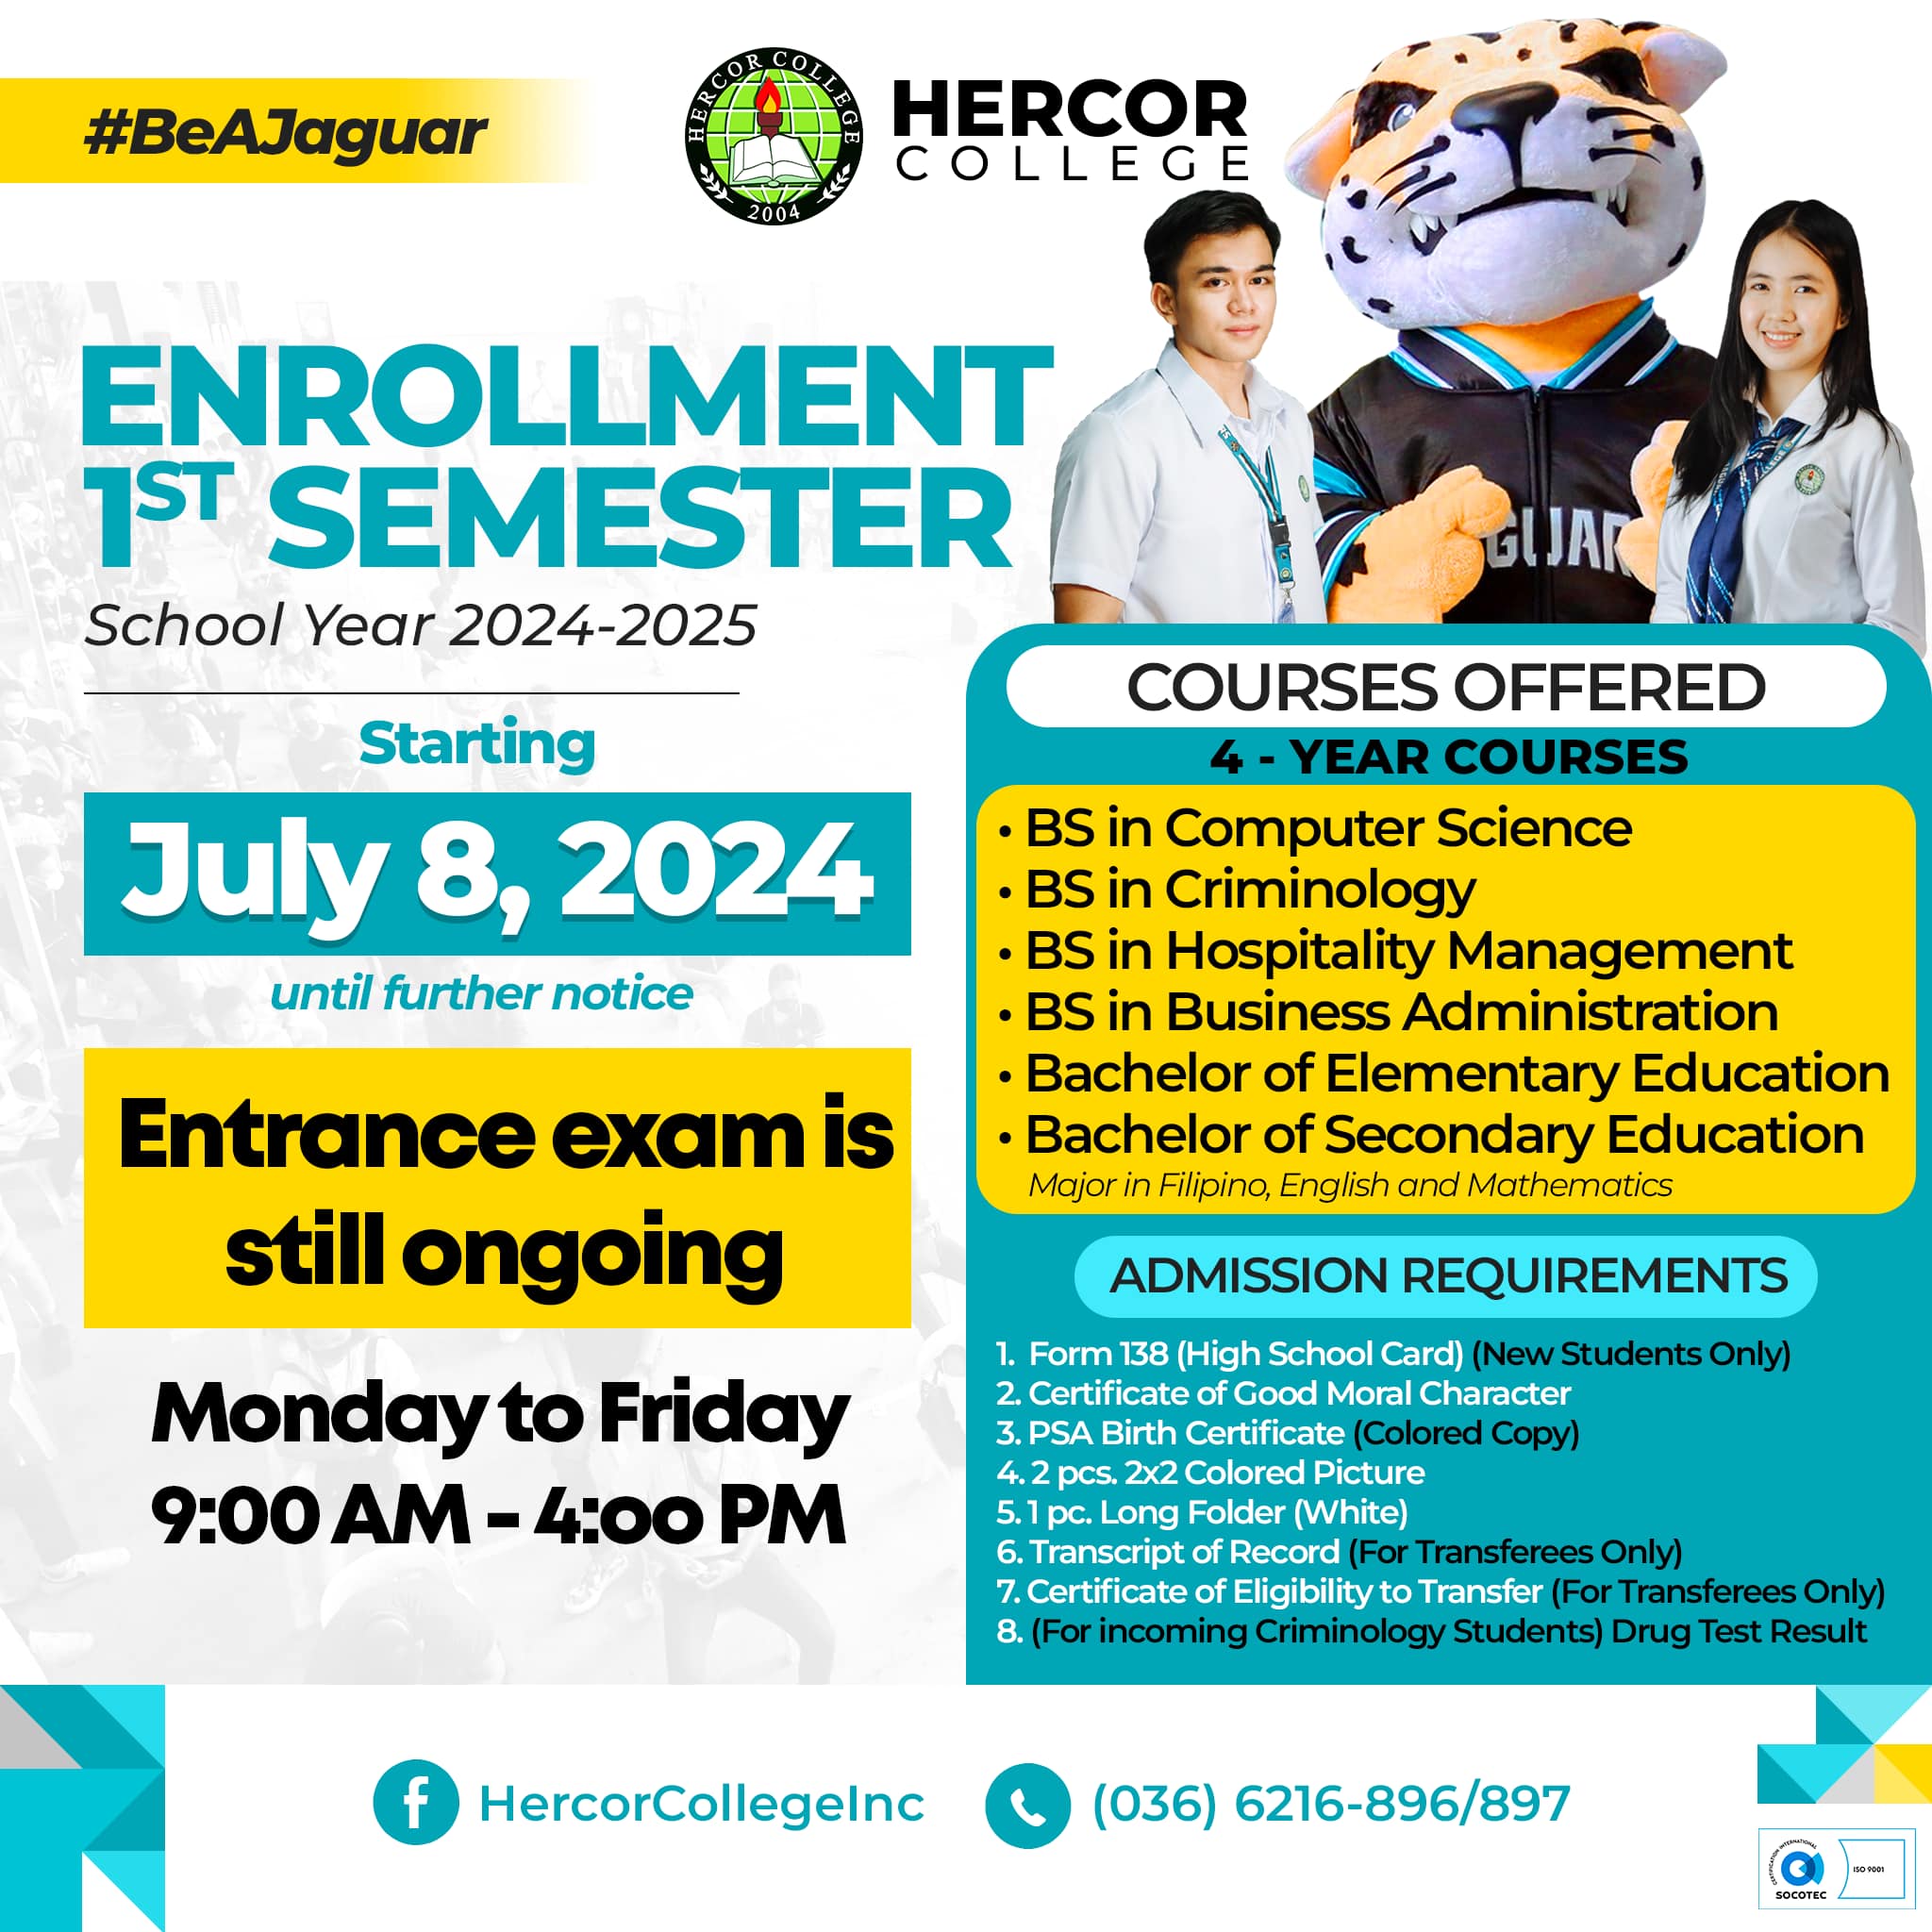 #BeAJaguar
HERCOR COLLEGE
2004
HERCOR
COLLEGE
GUAR
ENROLLMENT
1ST SEMESTER
School Year 2024-2025
Starting
July 8, 2024
until further notice
Entrance exam is
still ongoing
Monday to Friday
9:00 AM - 4:oo PM
COURSES OFFERED
4 - YEAR COURSES
• BS in Computer Science
• BS in Criminology
• BS in Hospitality Management
• BS in Business Administration
• Bachelor of Elementary Education
• Bachelor of Secondary Education
Major in Filipino, English and Mathematics
ADMISSION REQUIREMENTS
1. Form 138 (High School Card) (New Students Only)
2. Certificate of Good Moral Character
3. PSA Birth Certificate (Colored Copy)
4. 2 pcs. 2x2 Colored Picture
5. 1 pc. Long Folder (White)
6. Transcript of Record (For Transferees Only)
7. Certificate of Eligibility to Transfer (For Transferees Only)
8. (For incoming Criminology Students) Drug Test Result
HercorCollegeInc
(036) 6216-896/897
CERTIFICATION INTERNATIONAL
SOCOTEC
ISO 9001